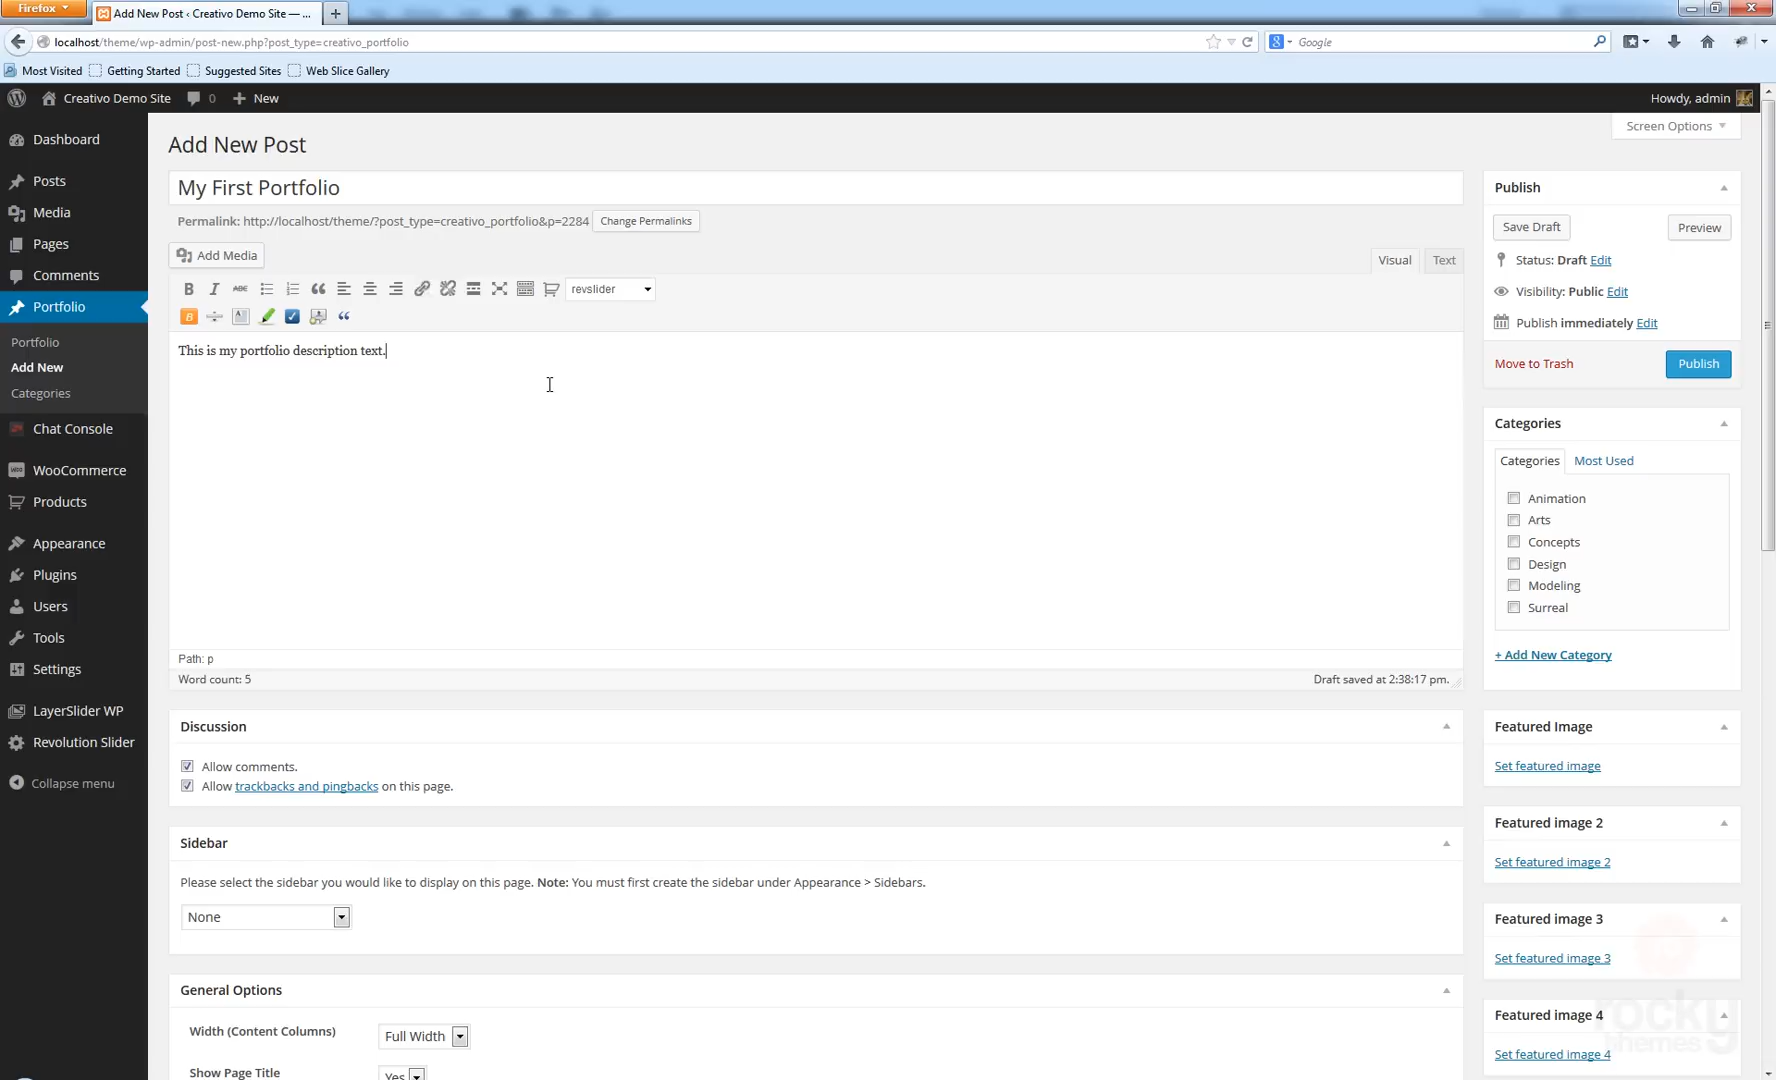 Firefox
Add New Post ‹ Creativo Demo Site — ...
localhost/theme/wp-admin/post-new.php?post_type=creativo_portfolio
Google
Most Visited Getting Started Suggested Sites Web Slice Gallery
Creativo Demo Site 0 New Howdy, admin
Screen Options
Dashboard
Posts
Media
Pages
Comments
Portfolio
Portfolio
Add New
Categories
Chat Console
WooCommerce
Products
Appearance
Plugins
Users
Tools
Settings
LayerSlider WP
Revolution Slider
Collapse menu
Add New Post
My First Portfolio
Permalink: http://localhost/theme/?post_type=creativo_portfolio&p=2284 Change Permalinks
Add Media
Visual Text
B I ABC revslider
B A
This is my portfolio description text.
Path: p
Word count: 5 Draft saved at 2:38:17 pm.
Discussion
Allow comments.
Allow trackbacks and pingbacks on this page.
Sidebar
Please select the sidebar you would like to display on this page. Note: You must first create the sidebar under Appearance > Sidebars.
None
General Options
Width (Content Columns) Full Width
Show Page Title Yes
Publish
Save Draft Preview
Status: Draft Edit
Visibility: Public Edit
Publish immediately Edit
Move to Trash Publish
Categories
Categories Most Used
Animation
Arts
Concepts
Design
Modeling
Surreal
+ Add New Category
Featured Image
Set featured image
Featured image 2
Set featured image 2
Featured image 3
Set featured image 3
Featured image 4
Set featured image 4
rocky
themes